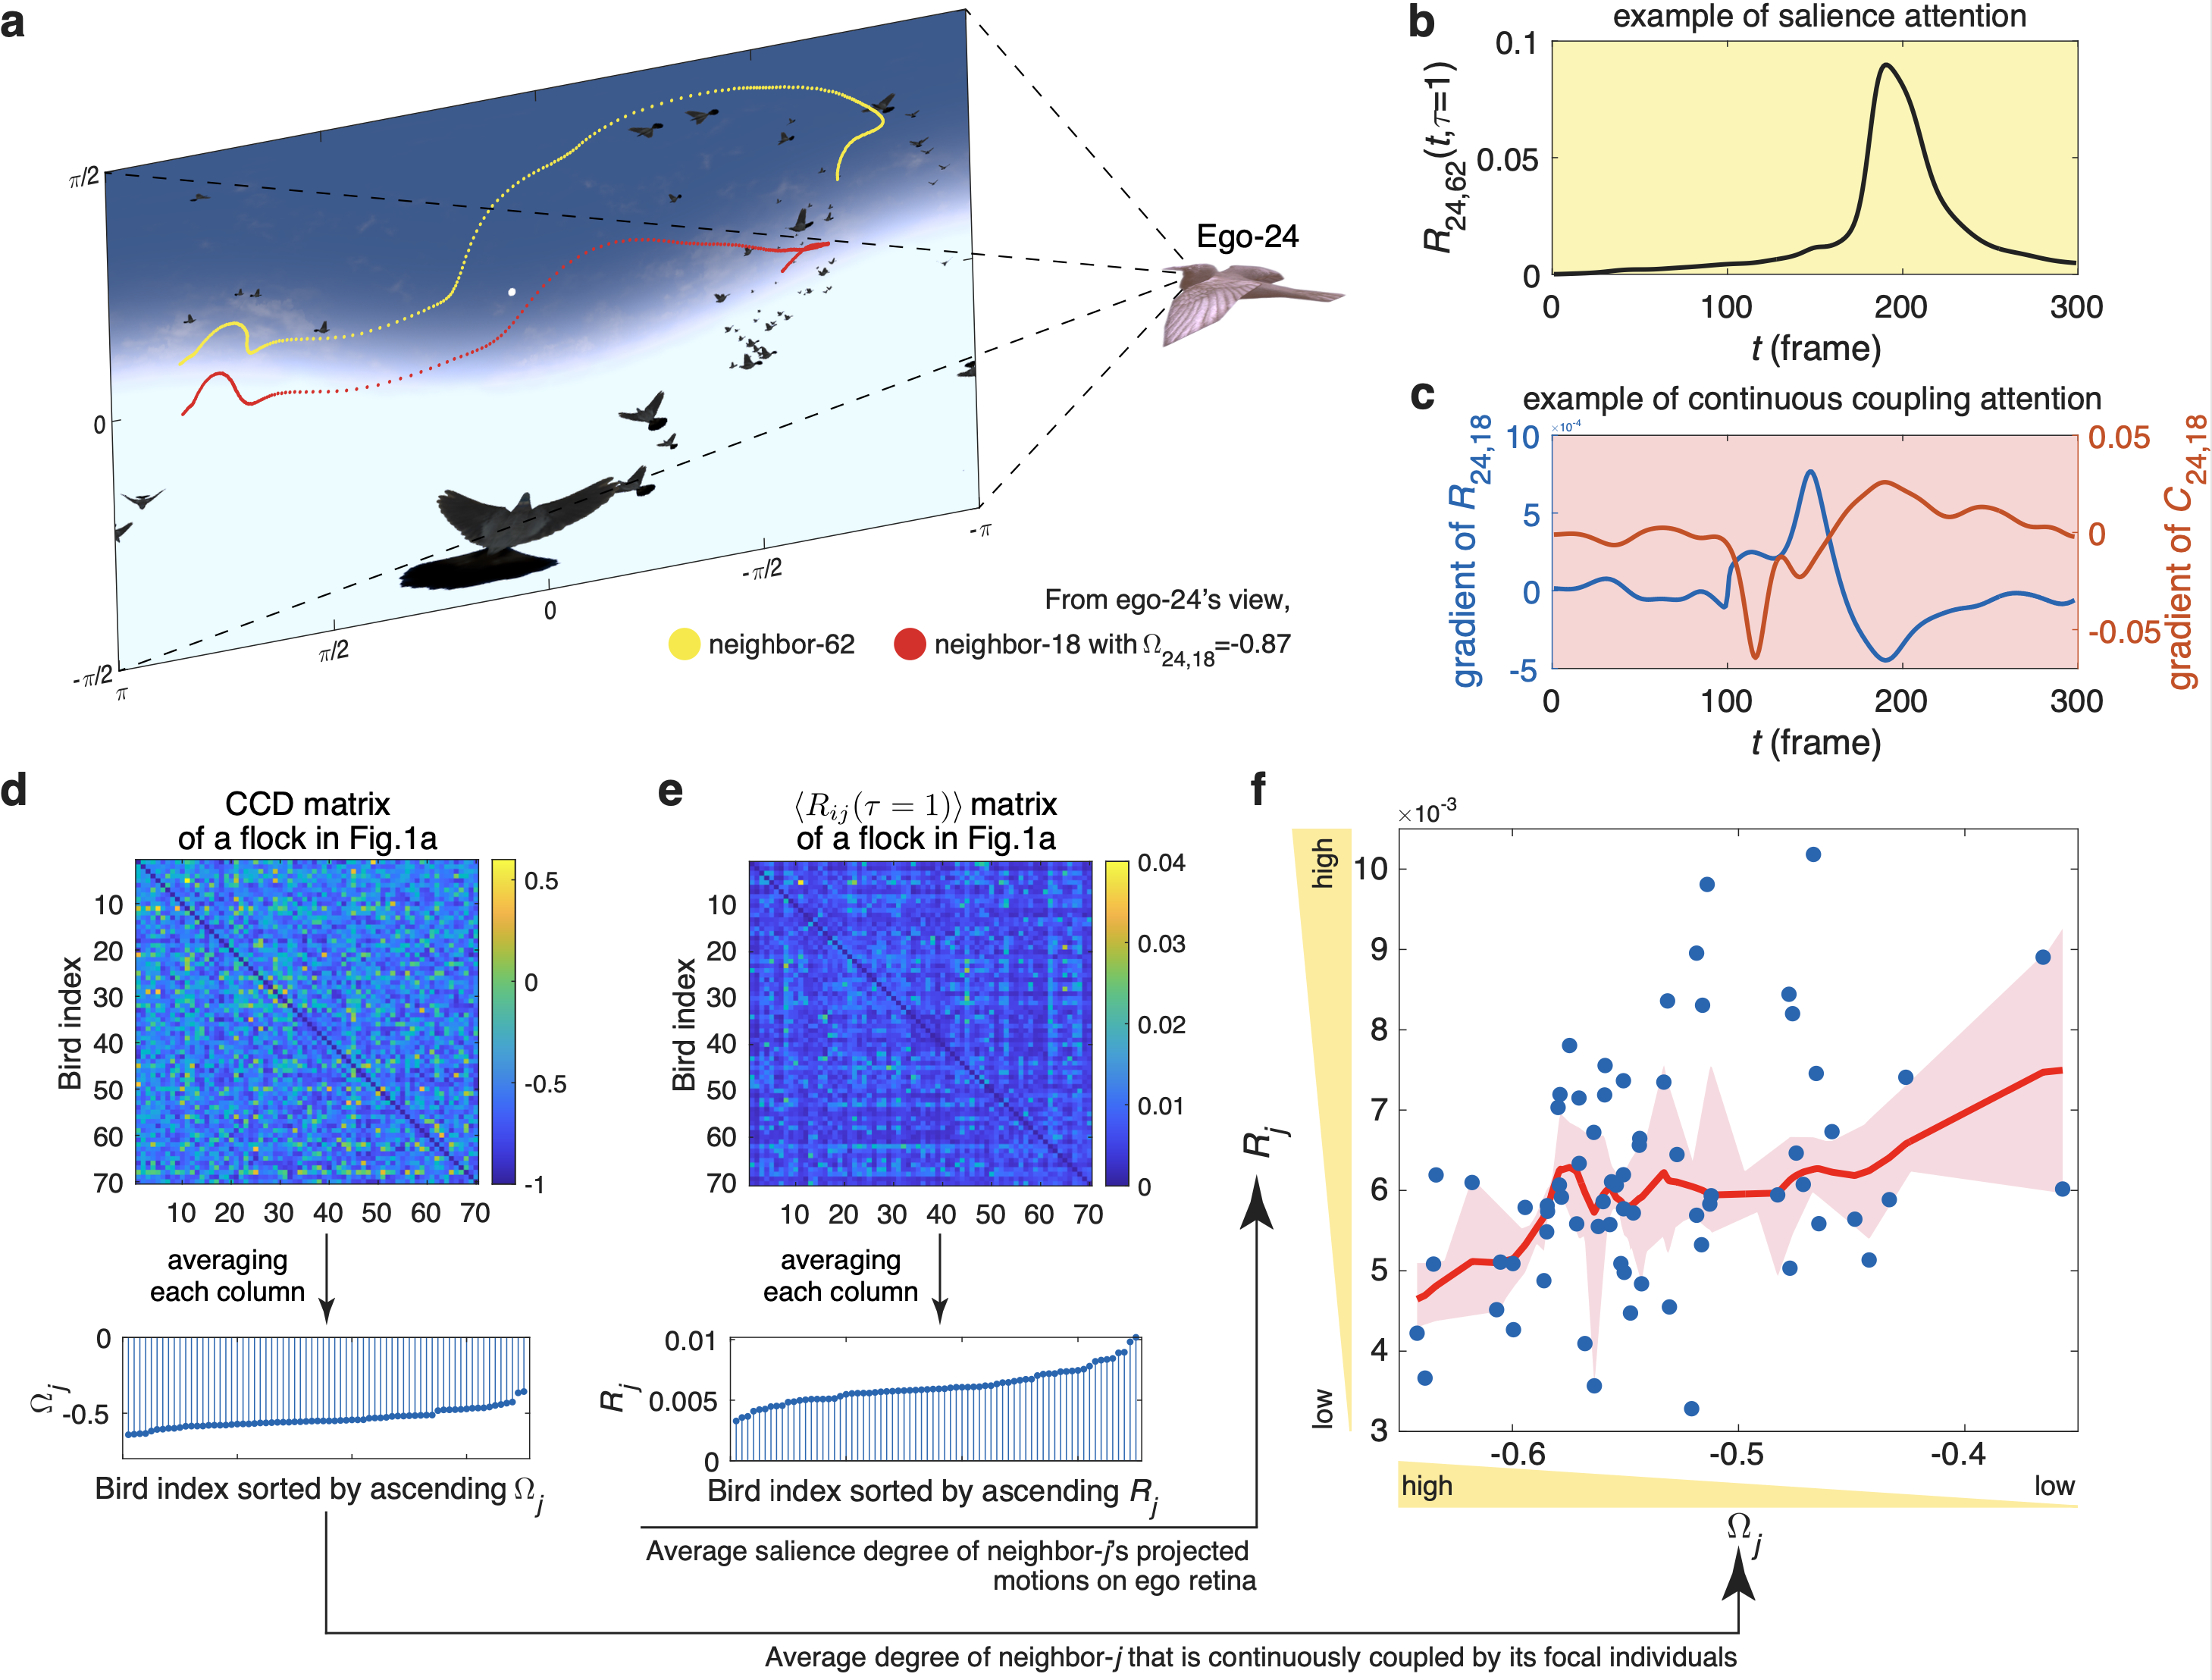 a
π/2
0
-π/2
π
π/2
0
-π/2
-π
Ego-24
From ego-24's view,
neighbor-62
neighbor-18 with Ω24,18=-0.87
b
example of salience attention
R24,62(t,τ=1)
0.1
0.05
0
0
100
200
300
t (frame)
c
example of continuous coupling attention
gradient of R24,18
×10-4
10
5
0
-5
0.05
0
-0.05
gradient of C24,18
0
100
200
300
t (frame)
d
CCD matrix
of a flock in Fig.1a
Bird index
10
20
30
40
50
60
70
10 20 30 40 50 60 70
0.5
0
-0.5
-1
averaging
each column
Ωj
0
-0.5
Bird index sorted by ascending Ωj
e
⟨Rij(τ = 1)⟩ matrix
of a flock in Fig.1a
Bird index
10
20
30
40
50
60
70
10 20 30 40 50 60 70
0.04
0.03
0.02
0.01
0
averaging
each column
Rj
0.01
0.005
0
Bird index sorted by ascending Rj
Average salience degree of neighbor-j's projected
motions on ego retina
Average degree of neighbor-j that is continuously coupled by its focal individuals
f
×10-3
high
low
Rj
10
9
8
7
6
5
4
3
-0.6
-0.5
-0.4
high
low
Ωj